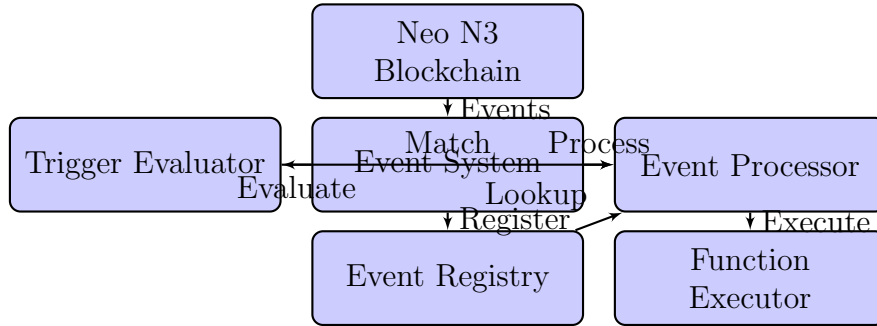 Neo N3
Blockchain
Events
Match
Process
Trigger Evaluator
Event System
Event Processor
Evaluate
Lookup
Register
Execute
Event Registry
Function
Executor